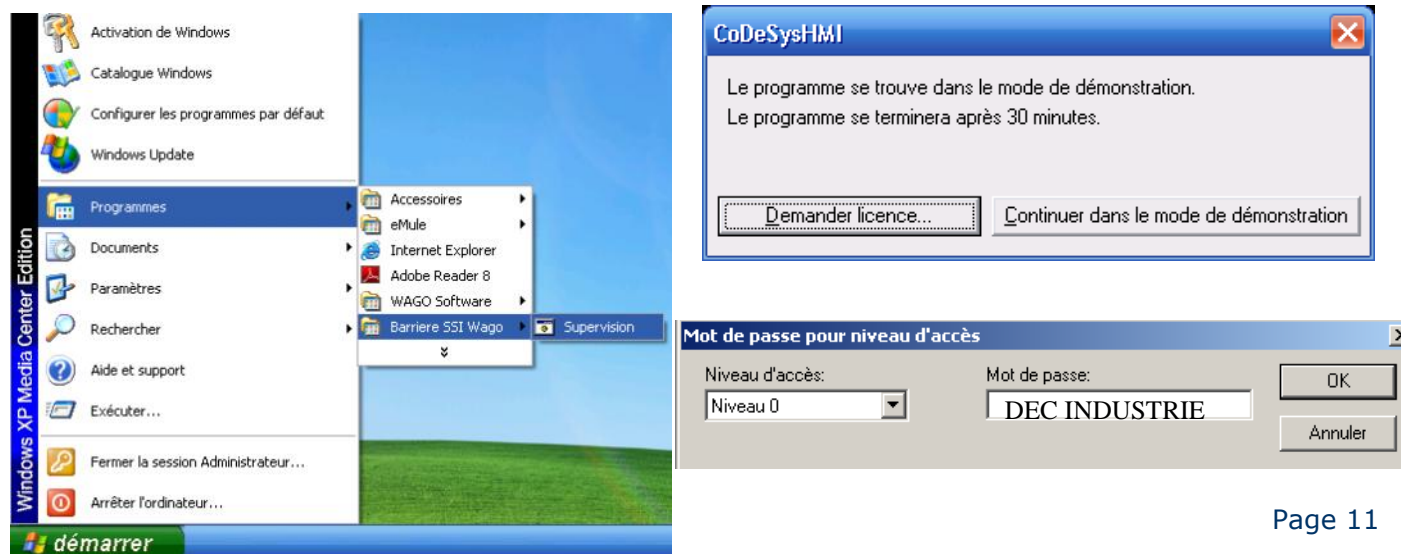 Activation de Windows
Catalogue Windows
Configurer les programmes par défaut
Windows Update
Programmes
Documents
Paramètres
Rechercher
Aide et support
Exécuter...
Fermer la session Administrateur...
Arrêter l'ordinateur...
Windows XP Media Center Edition
démarrer
Accessoires
eMule
Internet Explorer
Adobe Reader 8
WAGO Software
Barriere SSI Wago
Supervision
CoDeSysHMI
Le programme se trouve dans le mode de démonstration.
Le programme se terminera après 30 minutes.
Demander licence...
Continuer dans le mode de démonstration
Mot de passe pour niveau d'accès
Niveau d'accès:
Mot de passe:
Niveau 0
DEC INDUSTRIE
OK
Annuler
Page 11